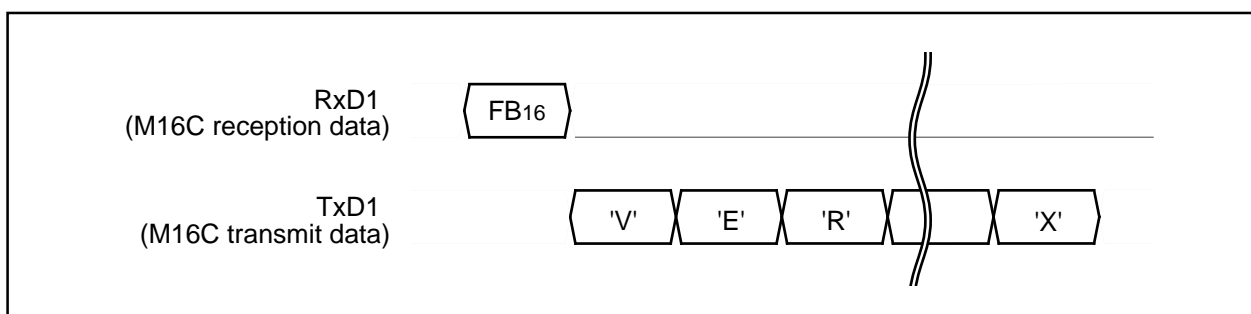 RxD1
(M16C reception data)
FB16
TxD1
(M16C transmit data)
'V' 'E' 'R' 'X'